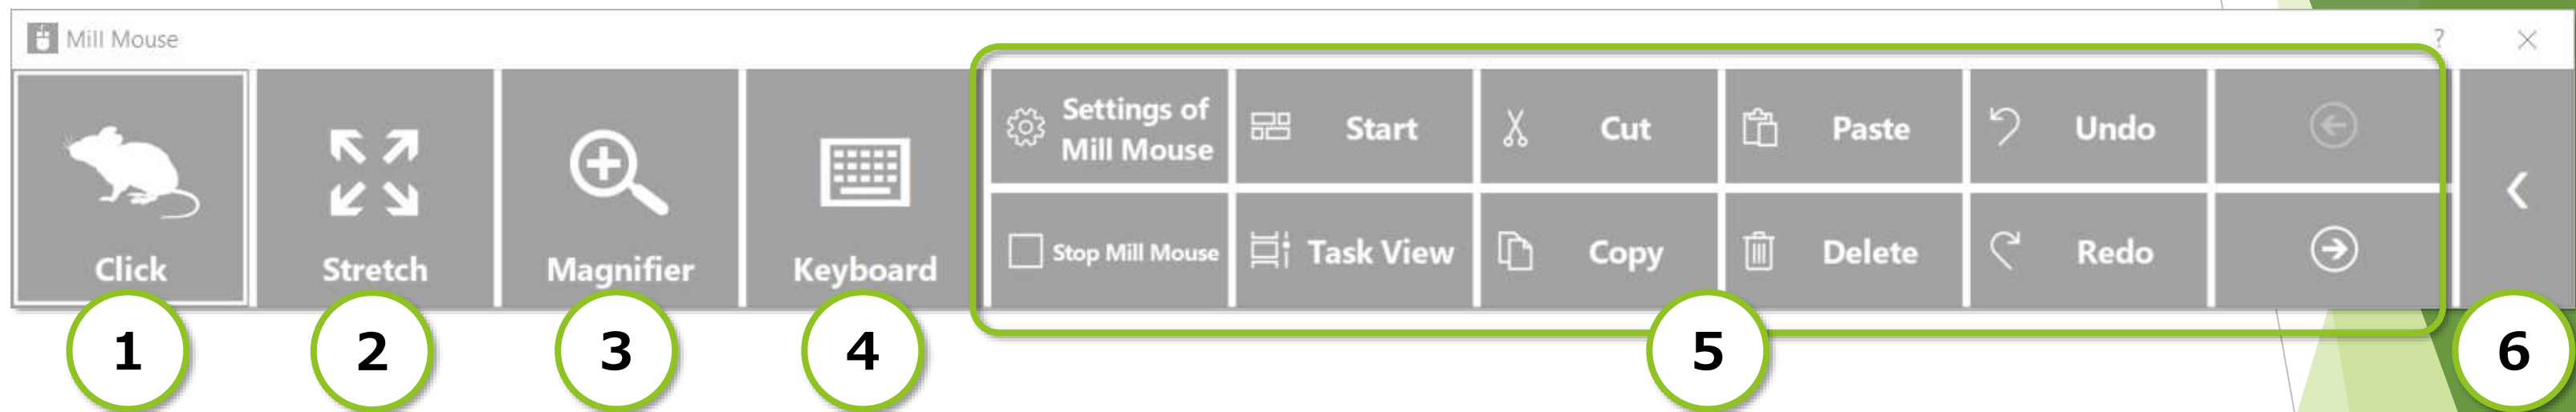 Mill Mouse
?
Click
Stretch
Magnifier
Keyboard
Settings of
Mill Mouse
Start
Cut
Paste
Undo
Stop Mill Mouse
Task View
Copy
Delete
Redo
1
2
3
4
5
6